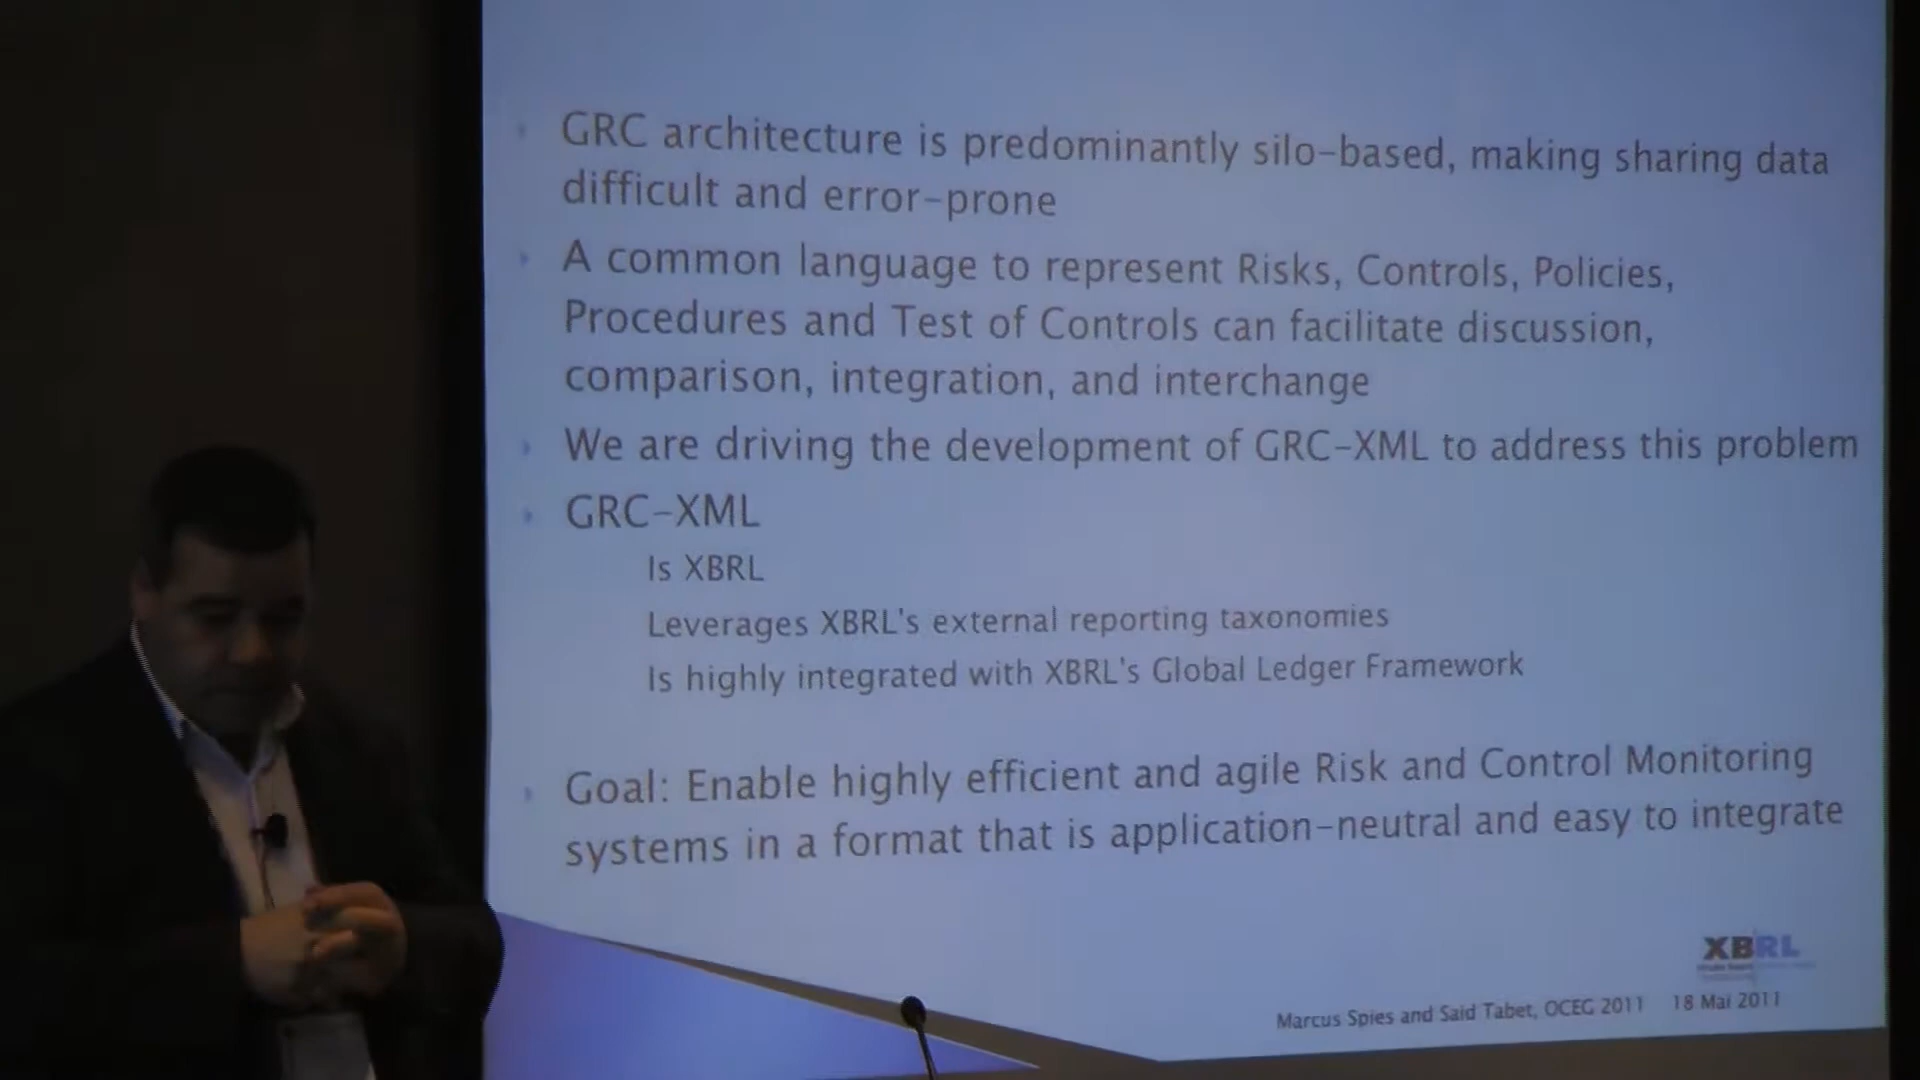 GRC architecture is predominantly silo-based, making sharing data
difficult and error-prone
A common language to represent Risks, Controls, Policies,
Procedures and Test of Controls can facilitate discussion,
comparison, integration, and interchange
We are driving the development of GRC-XML to address this problem
GRC-XML
Is XBRL
Leverages XBRL's external reporting taxonomies
Is highly integrated with XBRL's Global Ledger Framework
Goal: Enable highly efficient and agile Risk and Control Monitoring
systems in a format that is application-neutral and easy to integrate
XBRL
Marcus Spies and Said Tabet, OCEG 2011 18 Mai 2011